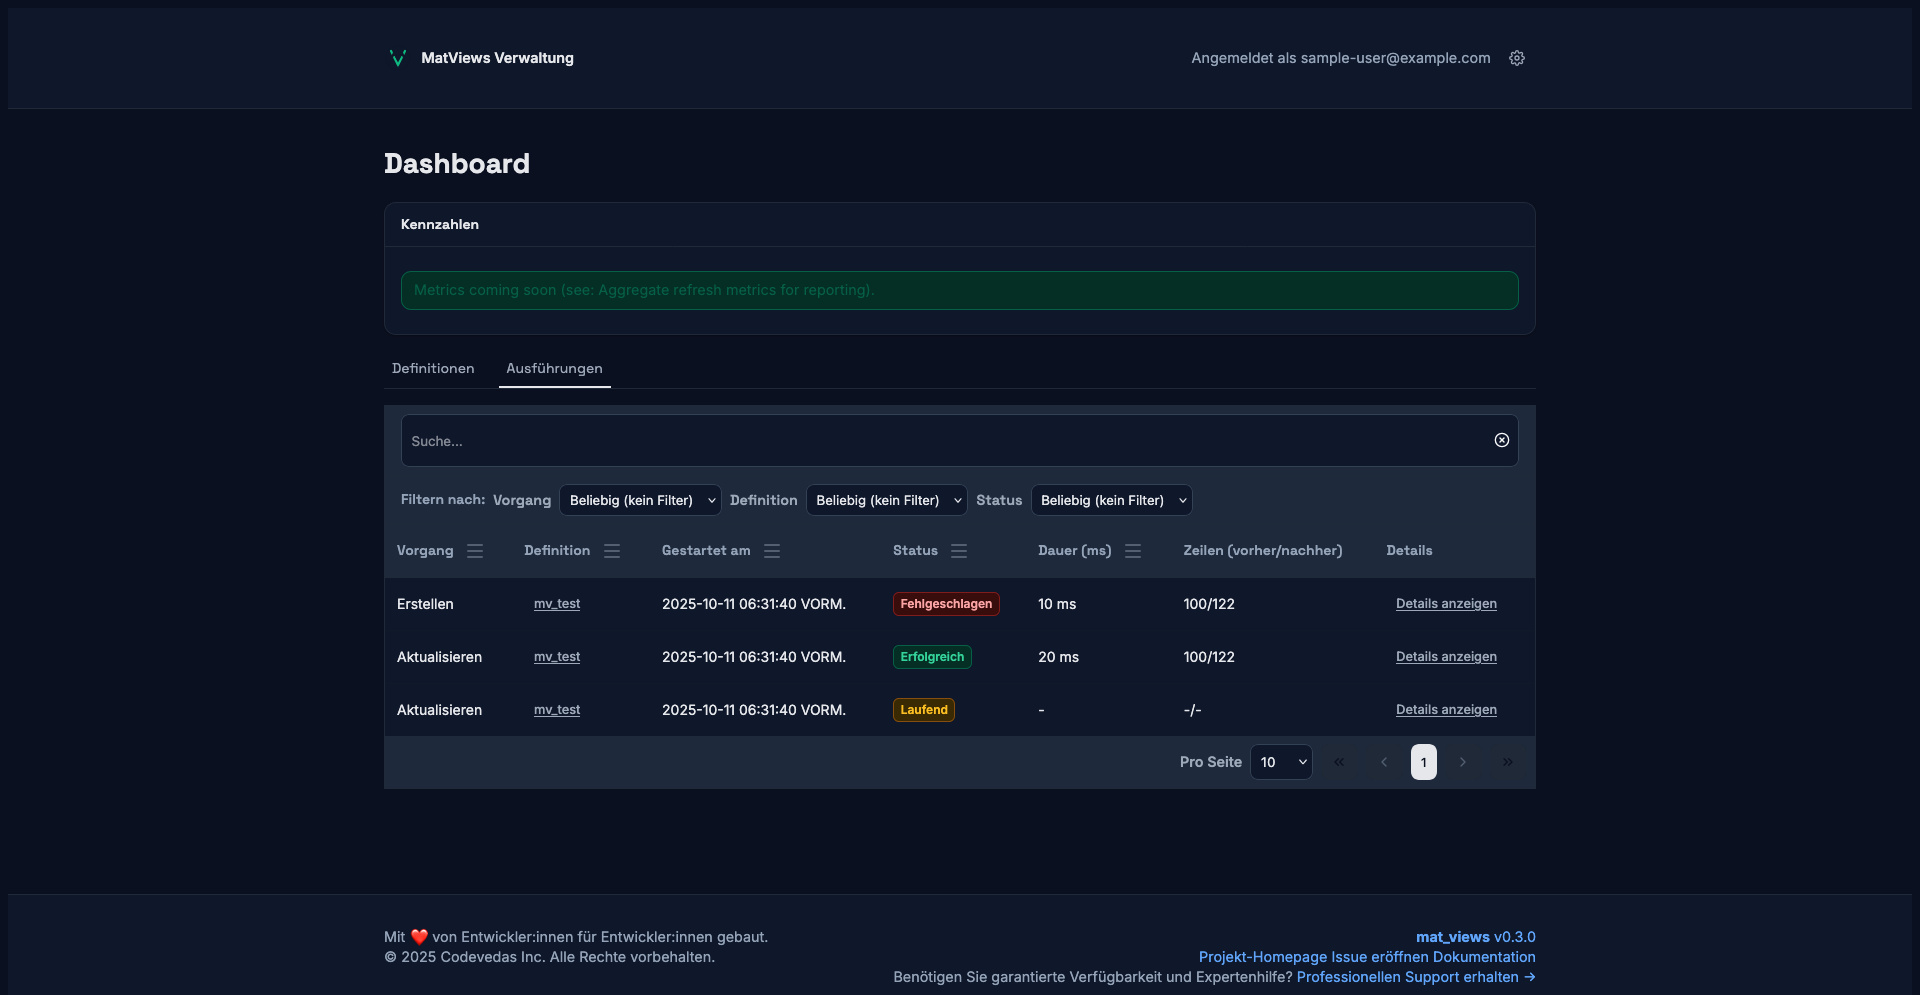 MatViews Verwaltung
Angemeldet als sample-user@example.com
Dashboard
Kennzahlen
Metrics coming soon (see: Aggregate refresh metrics for reporting).
Definitionen Ausführungen
Suche...
Filtern nach: Vorgang Beliebig (kein Filter) Definition Beliebig (kein Filter) Status Beliebig (kein Filter)
Vorgang Definition Gestartet am Status Dauer (ms) Zeilen (vorher/nachher) Details
Erstellen mv_test 2025-10-11 06:31:40 VORM. Fehlgeschlagen 10 ms 100/122 Details anzeigen
Aktualisieren mv_test 2025-10-11 06:31:40 VORM. Erfolgreich 20 ms 100/122 Details anzeigen
Aktualisieren mv_test 2025-10-11 06:31:40 VORM. Laufend - -/- Details anzeigen
Pro Seite 10 « ‹ 1 › »
Mit ❤️ von Entwickler:innen für Entwickler:innen gebaut.
© 2025 Codevedas Inc. Alle Rechte vorbehalten.
mat_views v0.3.0
Projekt-Homepage Issue eröffnen Dokumentation
Benötigen Sie garantierte Verfügbarkeit und Expertenhilfe? Professionellen Support erhalten →